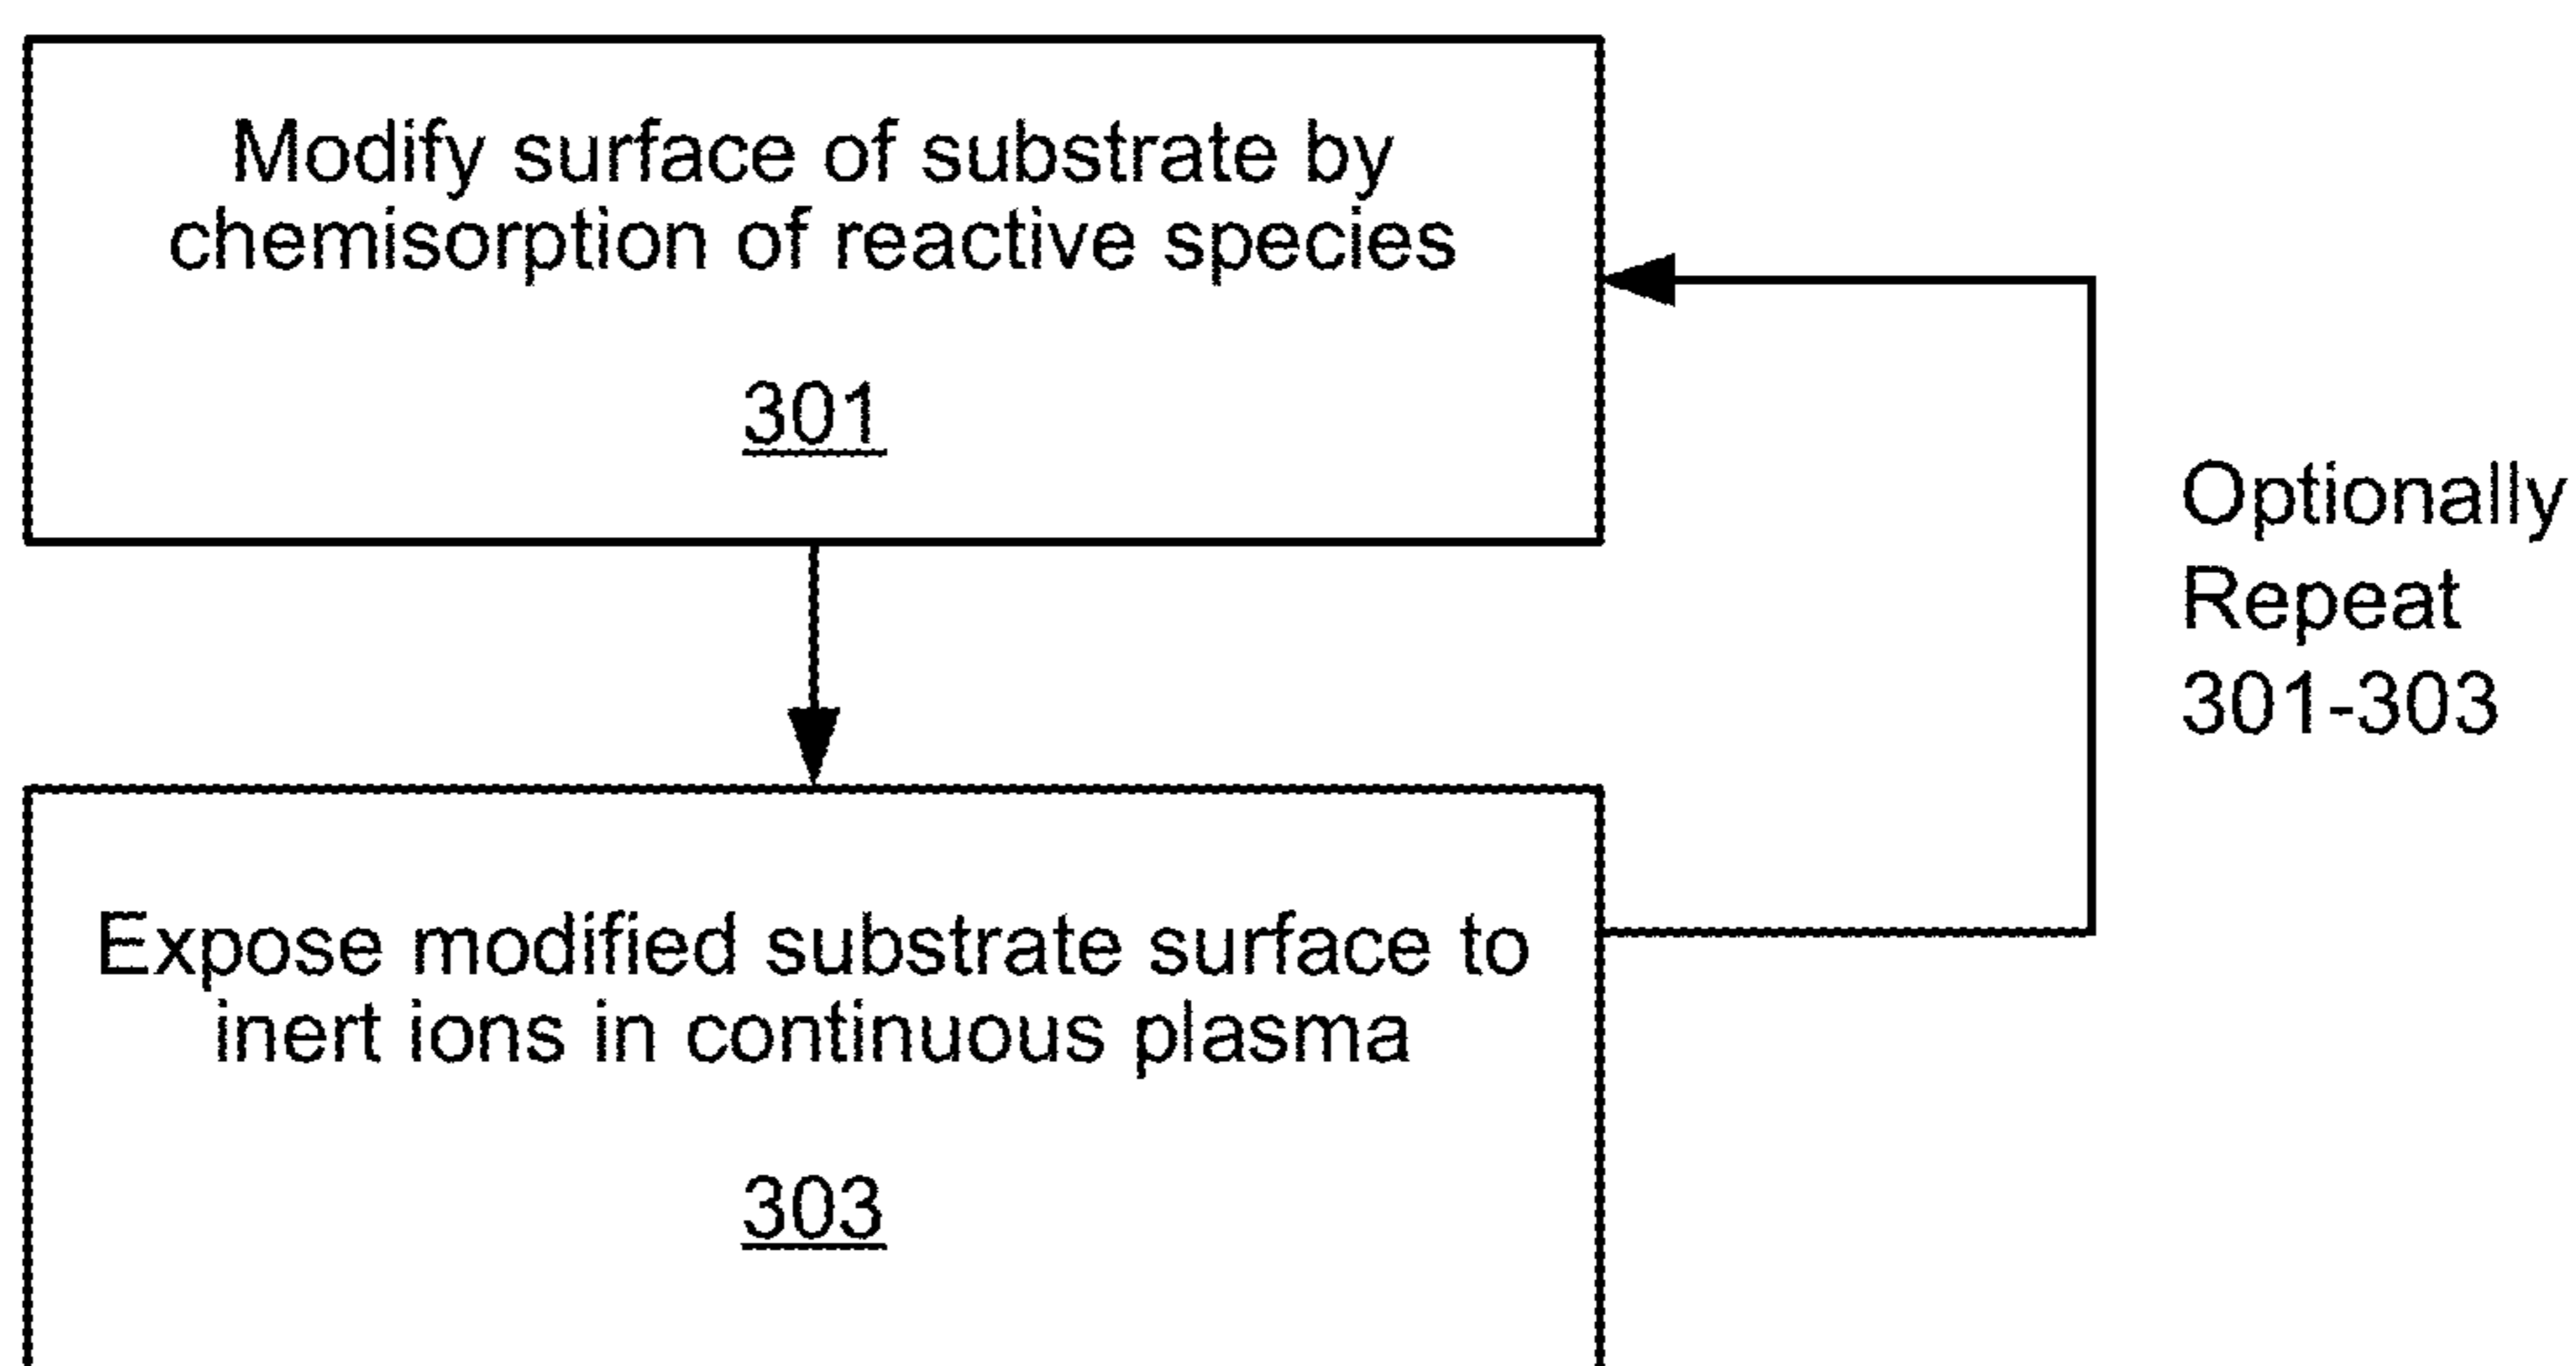 Modify surface of substrate by
chemisorption of reactive species
301
Optionally
Repeat
301-303
Expose modified substrate surface to
inert ions in continuous plasma
303